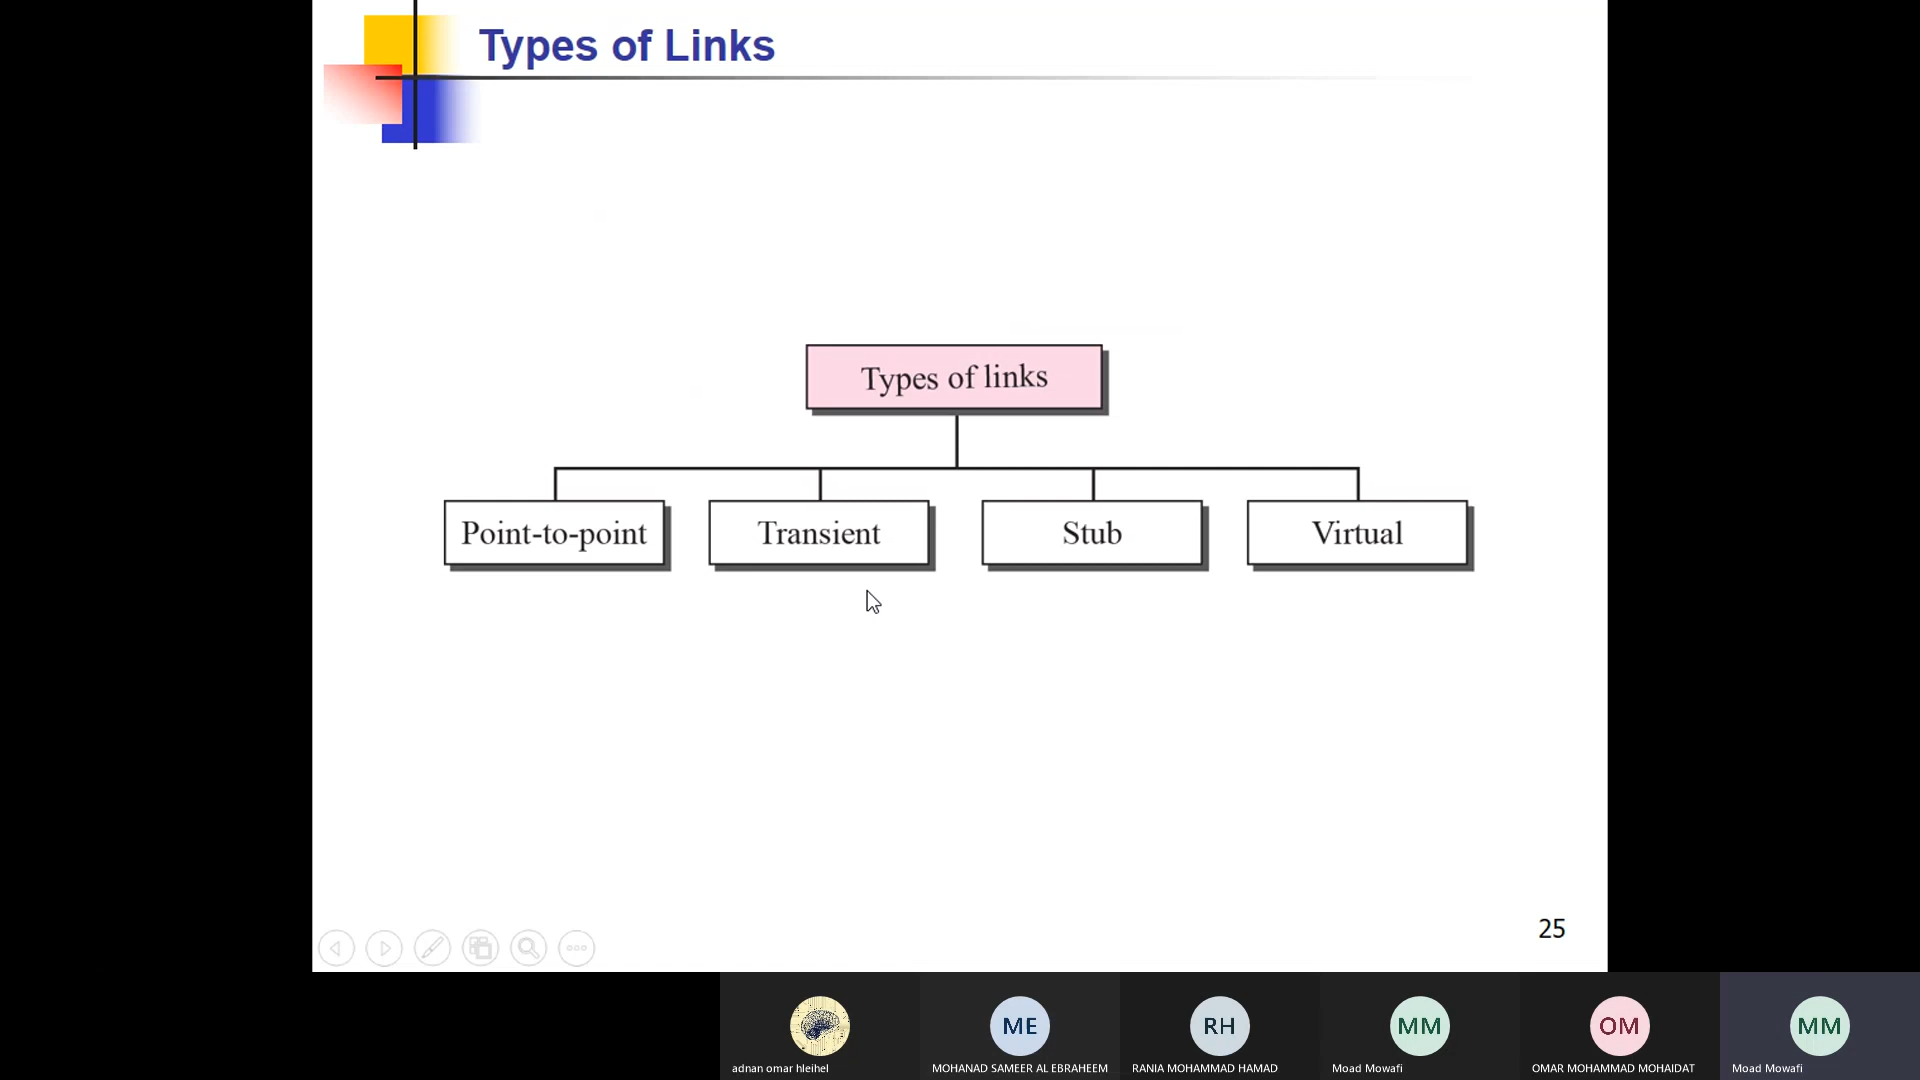 Types of Links
Types of links
Point-to-point
Transient
Stub
Virtual
25
ME
RH
MM
OM
MM
adnan omar hleihel
MOHANAD SAMEER AL EBRAHEEM
RANIA MOHAMMAD HAMAD
Moad Mowafi
OMAR MOHAMMAD MOHAIDAT
Moad Mowafi